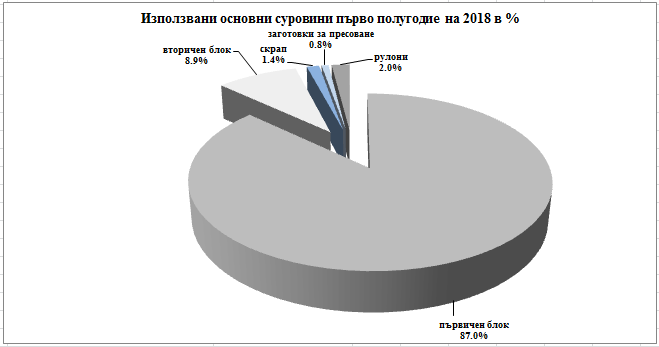 Използвани основни суровини първо полугодие на 2018 в %
заготовки за пресоване
0.8%
вторичен блок
8.9%
скрап
1.4%
рулони
2.0%
първичен блок
87.0%